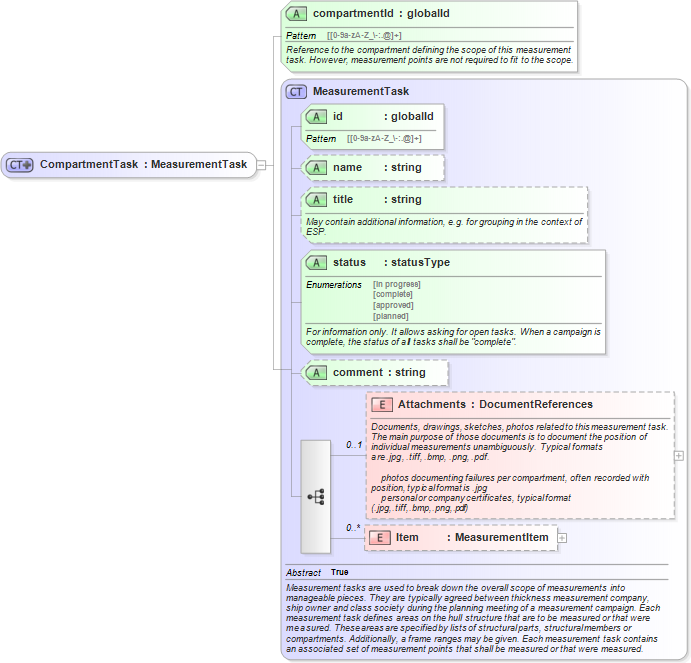 A compartmentId : globalId
Pattern [[0-9a-zA-Z_\-:.@]+]
Reference to the compartment defining the scope of this measurement
task. However, measurement points are not required to fit to the scope.
CT MeasurementTask
A id : globalId
Pattern [[0-9a-zA-Z_\-:.@]+]
CT CompartmentTask : MeasurementTask
A name : string
A title : string
May contain additional information, e.g. for grouping in the context of
ESP.
A status : statusType
Enumerations [in progress]
[complete]
[approved]
[planned]
For information only. It allows asking for open tasks. When a campaign is
complete, the status of all tasks shall be "complete".
A comment : string
E Attachments : DocumentReferences
Documents, drawings, sketches, photos related to this measurement task.
The main purpose of those documents is to document the position of
individual measurements unambiguously. Typical formats
are .jpg, .tiff, .bmp, .png, .pdf.
0..1
photos documenting failures per compartment, often recorded with
position, typical format is .jpg
personal or company certificates, typical format
(.jpg, .tiff, .bmp, .png, .pdf)
0..*
E Item : MeasurementItem
Abstract True
Measurement tasks are used to break down the overall scope of measurements into
manageable pieces. They are typically agreed between thickness measurement company,
ship owner and class society during the planning meeting of a measurement campaign. Each
measurement task defines areas on the hull structure that are to be measured or that were
measured. These areas are specified by lists of structural parts, structural members or
compartments. Additionally, a frame ranges may be given. Each measurement task contains
an associated set of measurement points that shall be measured or that were measured.